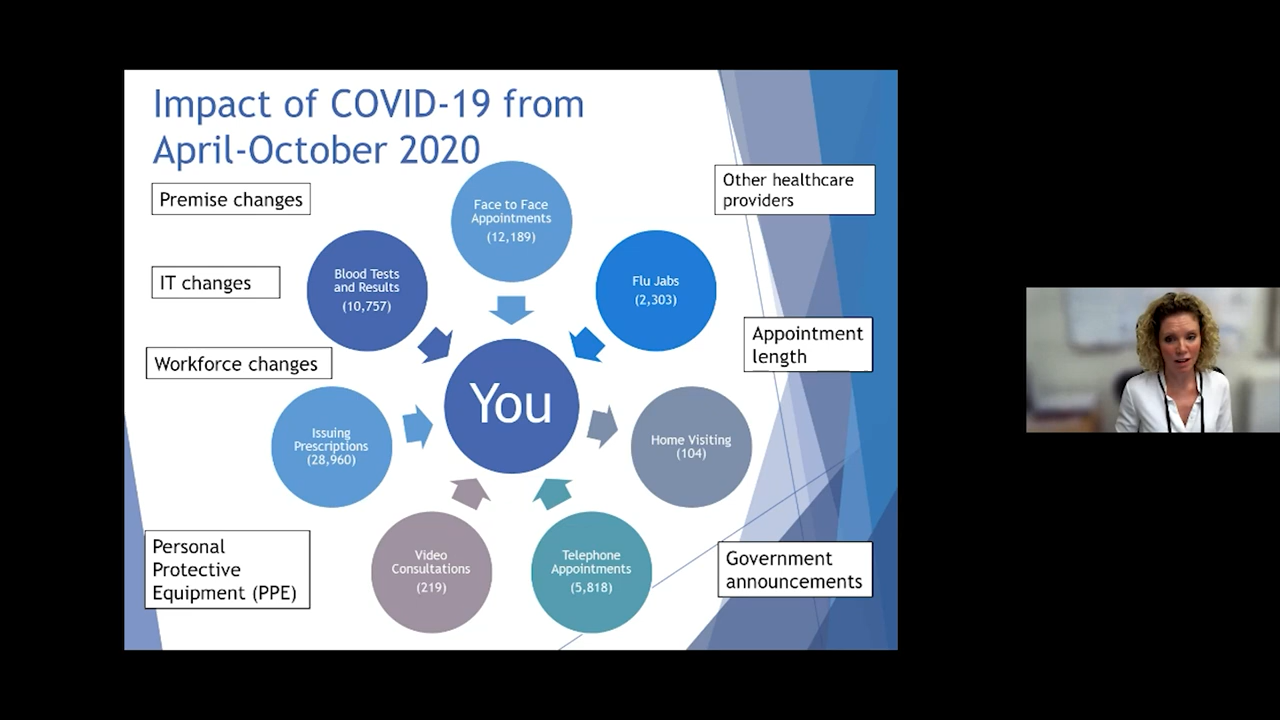 Impact of COVID-19 from
April-October 2020
Premise changes
IT changes
Workforce changes
Personal
Protective
Equipment (PPE)
Face to Face
Appointments
(12,189)
Flu Jabs
(2,303)
Home Visiting
(104)
Telephone
Appointments
(5,818)
Video
Consultations
(219)
Issuing
Prescriptions
(28,960)
Blood Tests
and Results
(10,757)
You
Other healthcare
providers
Appointment
length
Government
announcements